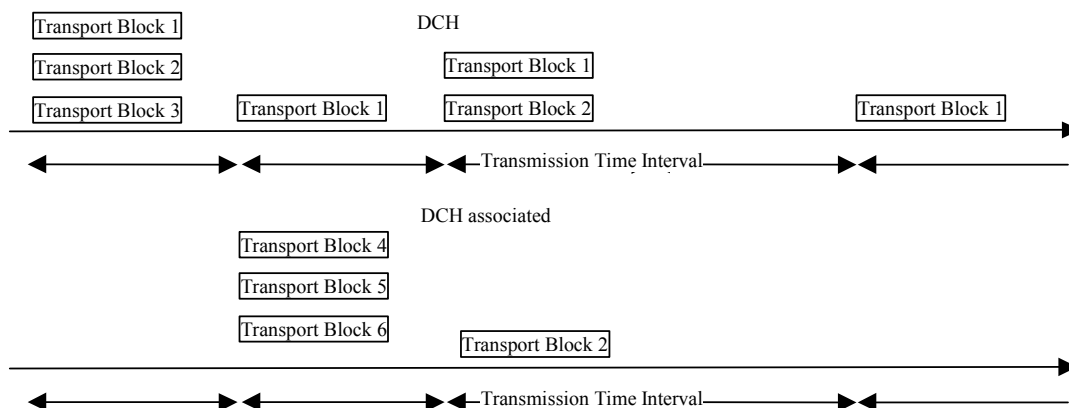 DCH
Transport Block 1
Transport Block 2
Transport Block 3
Transport Block 1
Transport Block 1
Transport Block 2
Transport Block 1
Transmission Time Interval
DCH associated
Transport Block 4
Transport Block 5
Transport Block 6
Transport Block 2
Transmission Time Interval